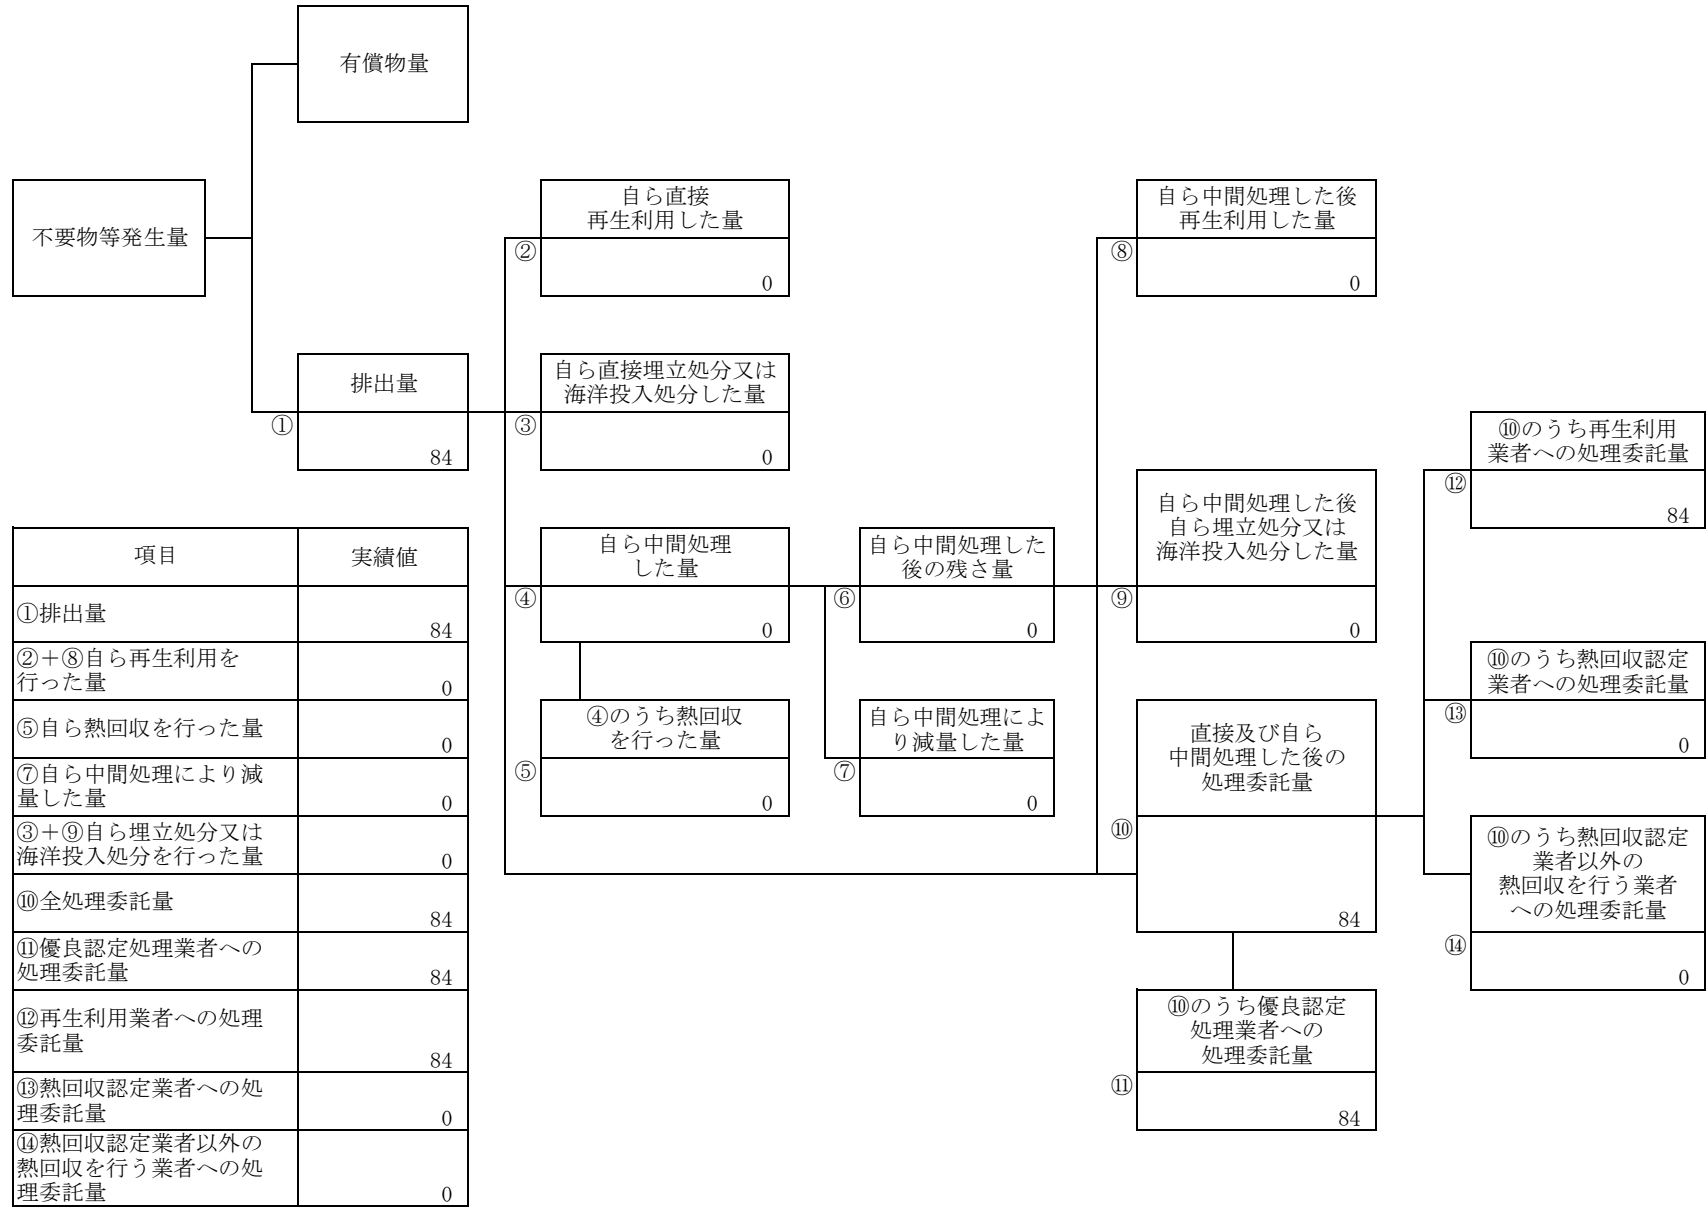 有償物量
不要物等発生量
自ら直接
再生利用した量
②
0
自ら中間処理した後
再生利用した量
⑧
0
排出量
①
84
自ら直接埋立処分又は
海洋投入処分した量
③
0
⑩のうち再生利用
業者への処理委託量
⑫
84
自ら中間処理
した量
④
0
自ら中間処理した
後の残さ量
⑥
0
自ら中間処理した後
自ら埋立処分又は
海洋投入処分した量
⑨
0
⑩のうち熱回収認定
業者への処理委託量
⑬
0
④のうち熱回収
を行った量
⑤
0
自ら中間処理によ
り減量した量
⑦
0
直接及び自ら
中間処理した後の
処理委託量
⑩
84
⑩のうち熱回収認定
業者以外の
熱回収を行う業者
への処理委託量
⑭
0
⑩のうち優良認定
処理業者への
処理委託量
⑪
84
項目 実績値
①排出量
84
②＋⑧自ら再生利用を
行った量
0
⑤自ら熱回収を行った量
0
⑦自ら中間処理により減
量した量
0
③＋⑨自ら埋立処分又は
海洋投入処分を行った量
0
⑩全処理委託量
84
⑪優良認定処理業者への
処理委託量
84
⑫再生利用業者への処理
委託量
84
⑬熱回収認定業者への処
理委託量
0
⑭熱回収認定業者以外の
熱回収を行う業者への処
理委託量
0